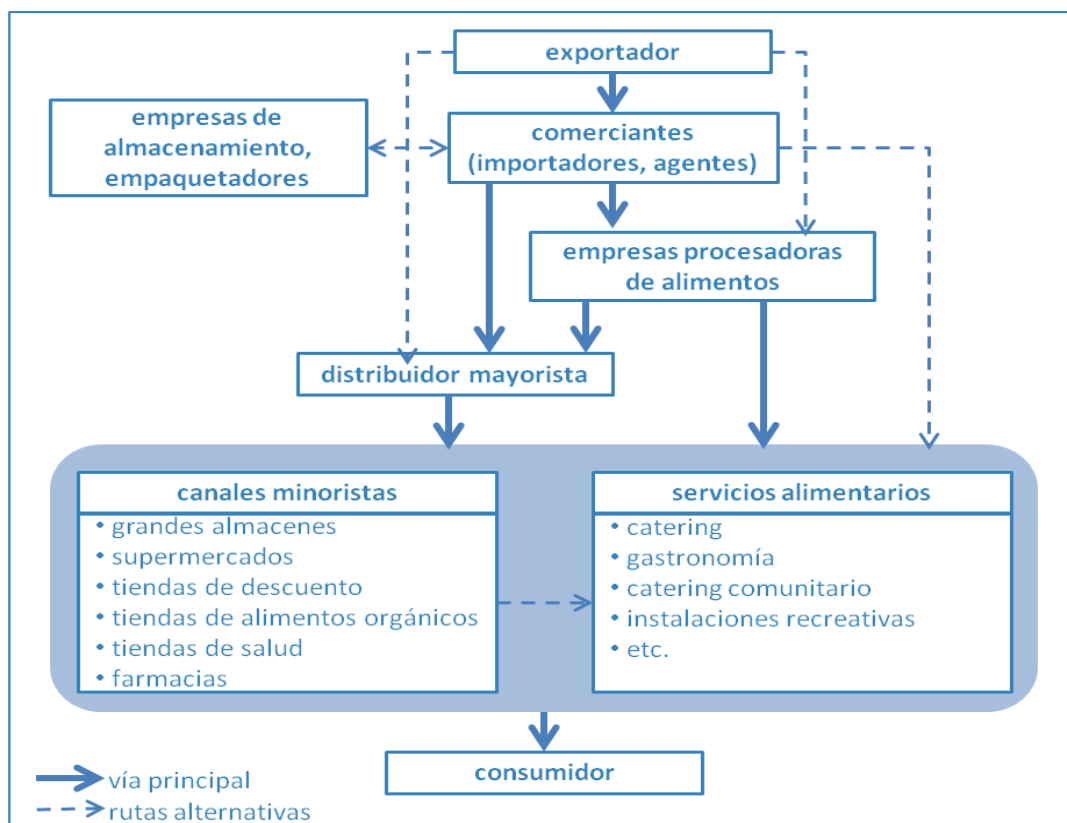 exportador
empresas de
almacenamiento,
empaquetadores
comerciantes
(importadores, agentes)
empresas procesadoras
de alimentos
distribuidor mayorista
canales minoristas
• grandes almacenes
• supermercados
• tiendas de descuento
• tiendas de alimentos orgánicos
• tiendas de salud
• farmacias
servicios alimentarios
• catering
• gastronomía
• catering comunitario
• instalaciones recreativas
• etc.
consumidor
vía principal
rutas alternativas